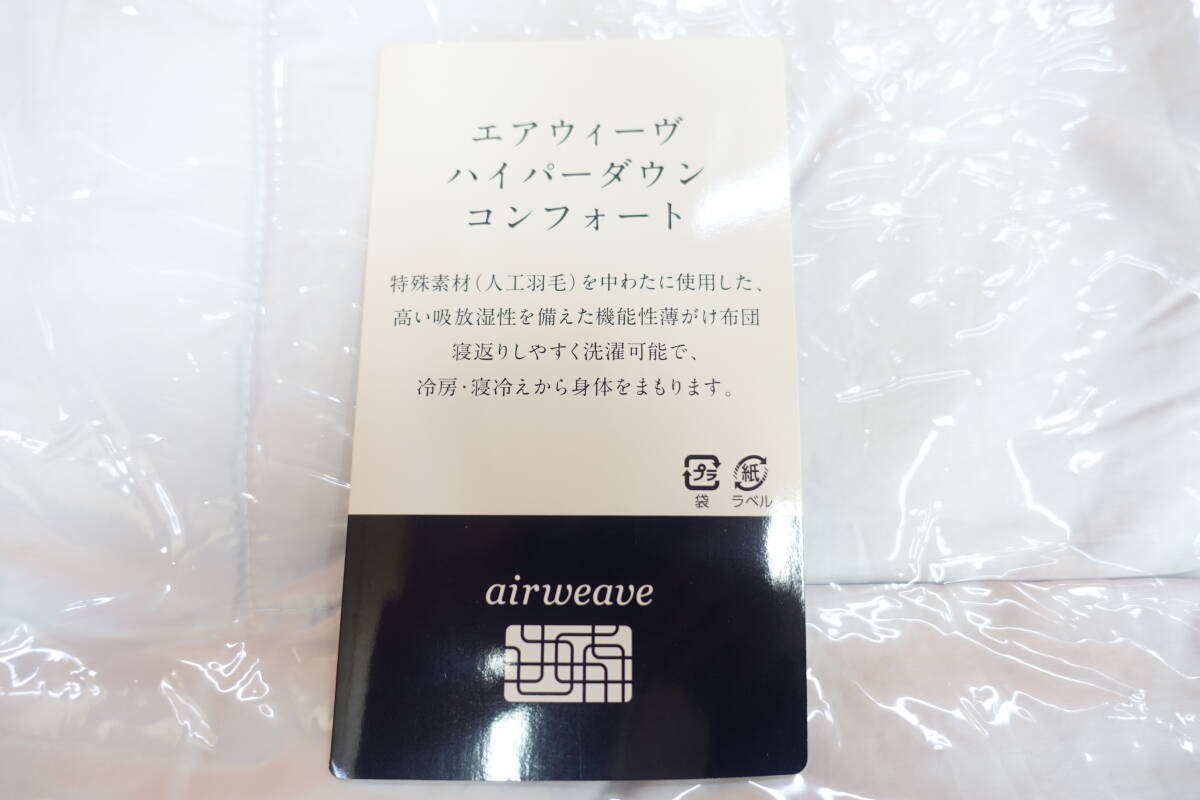 エアウィーヴ
ハイパーダウン
コンフォート
特殊素材(人工羽毛)を中わたに使用した、
高い吸放湿性を備えた機能性薄がけ布団
寝返りしやすく洗濯可能で、
冷房・寝冷えから身体をまもります。
プラ 紙
袋 ラベル
airweave